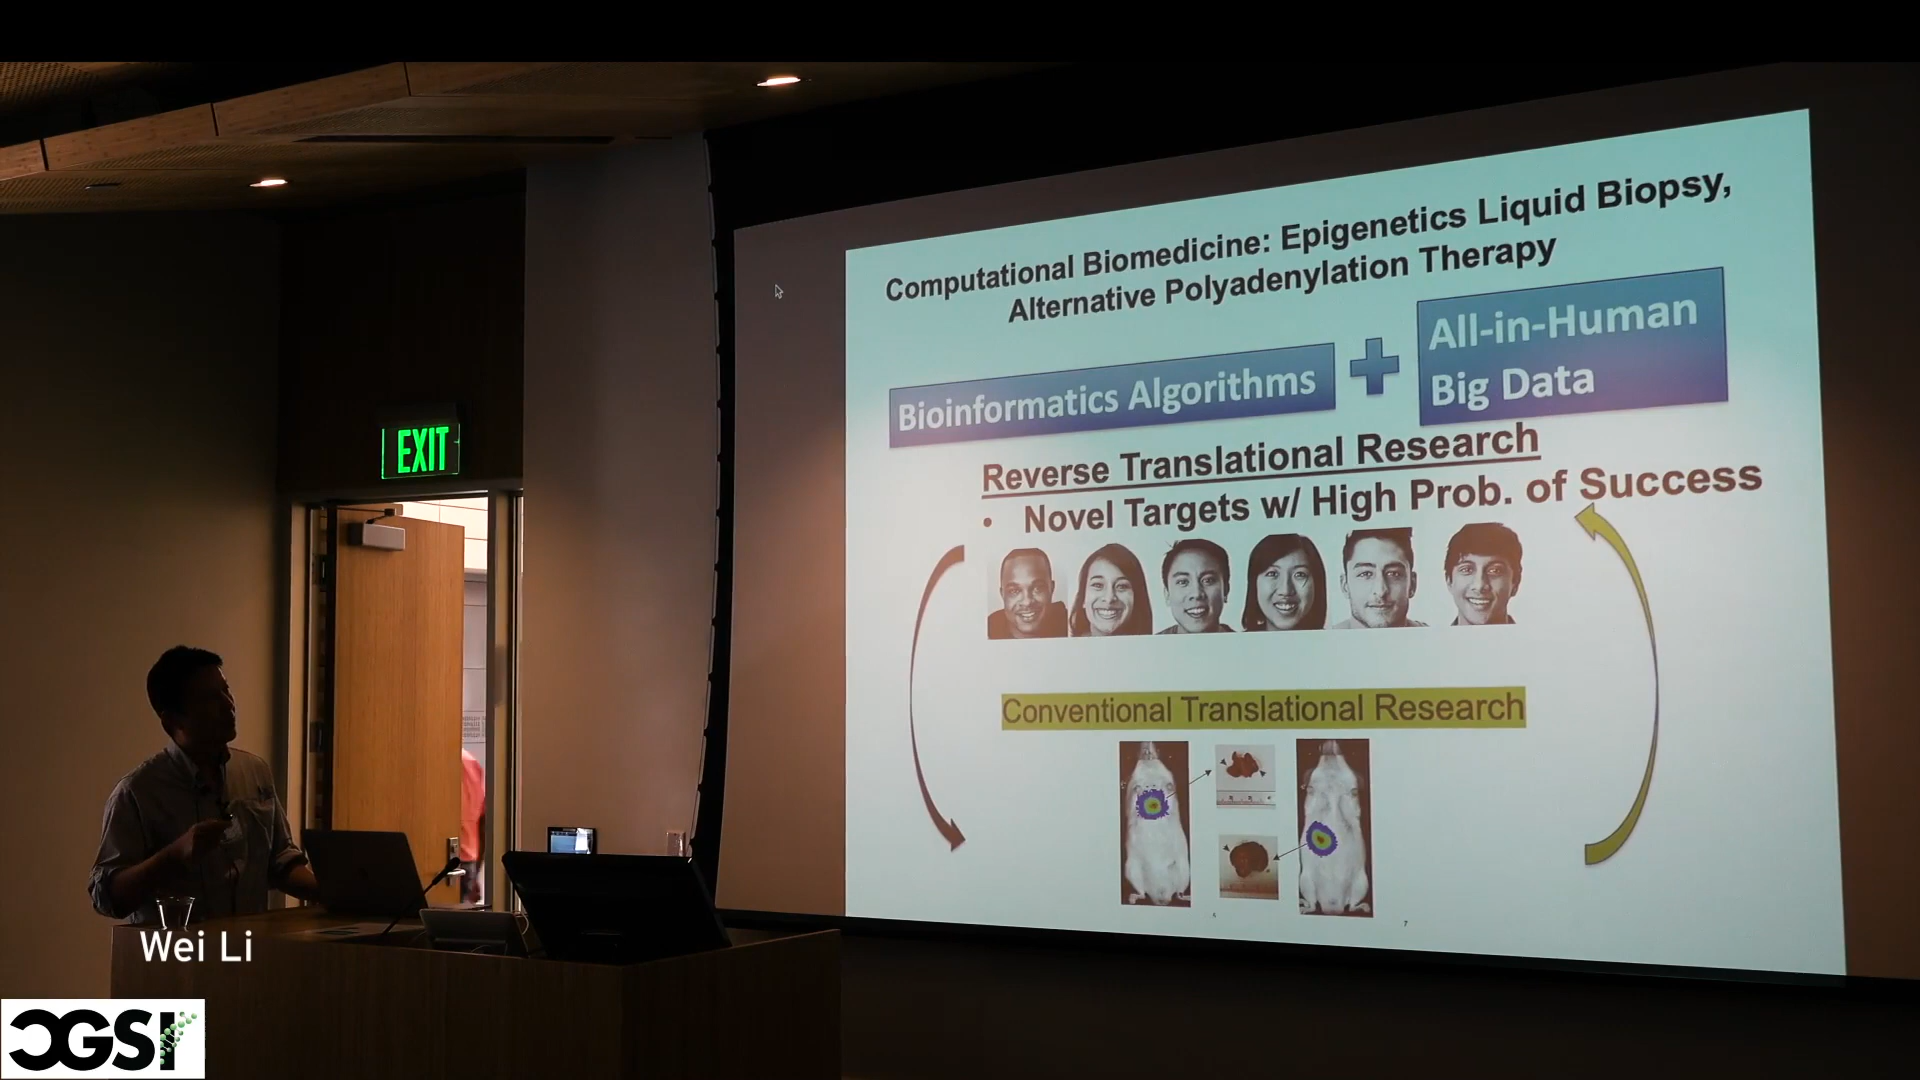 Computational Biomedicine: Epigenetics Liquid Biopsy,
Alternative Polyadenylation Therapy
Bioinformatics Algorithms
All-in-Human
Big Data
Reverse Translational Research
• Novel Targets w/ High Prob. of Success
Conventional Translational Research
EXIT
Wei Li
CGSI